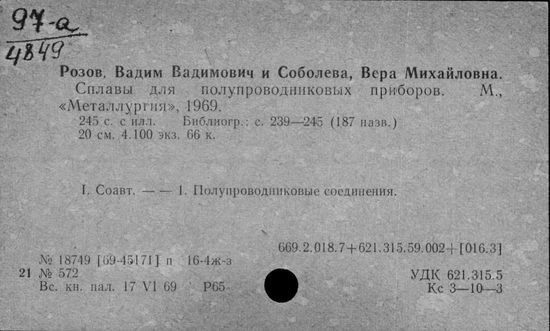 97-а
4849
Розов, Вадим Вадимович и Соболева, Вера Михайловна.
Сплавы для полупроводниковых приборов. М.,
«Металлургия», 1969.
245 с. с илл. Библиогр.: с. 239—245 (187 назв.)
20 см. 4.100 экз. 66 к.
I. Соавт. — — 1. Полупроводниковые соединения.
669.2.018.7+621.315.59.002+[016.3]
№ 18749 [69-45171] п 16-4ж-з
21 № 572 УДК 621.315.5
Вс. кн. пал. 17 VI 69 Р65- Кс 3—10—3